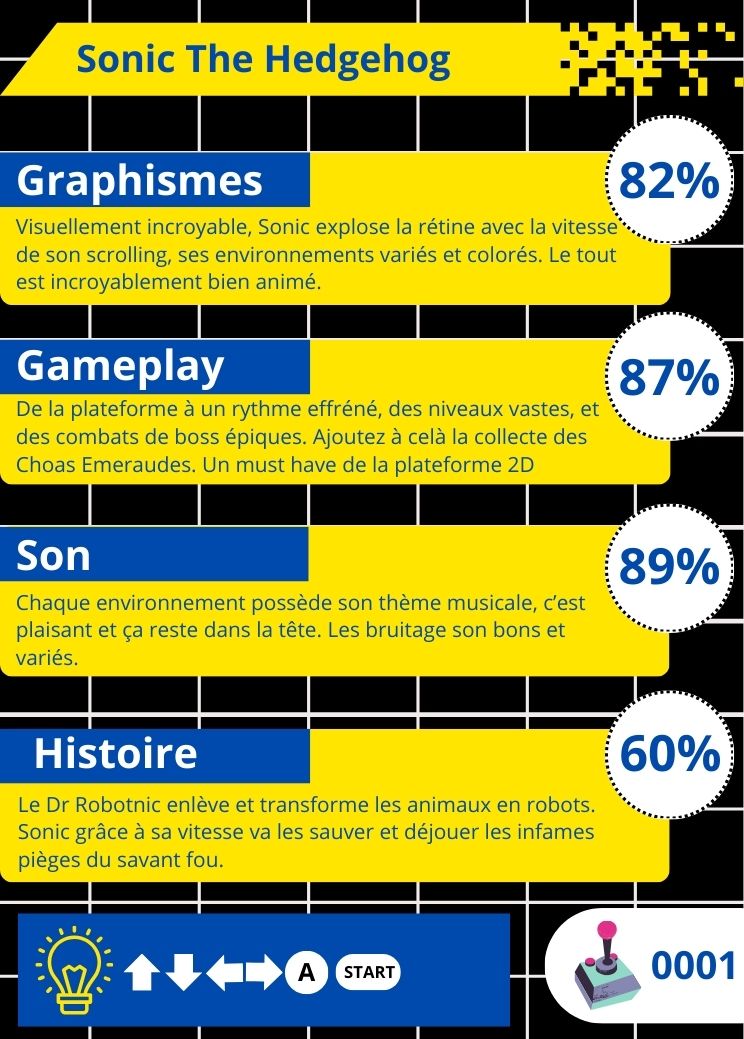 Sonic The Hedgehog
Graphismes
82%
Visuellement incroyable, Sonic explose la rétine avec la vitesse
de son scrolling, ses environnements variés et colorés. Le tout
est incroyablement bien animé.
Gameplay
87%
De la plateforme à un rythme effréné, des niveaux vastes, et
des combats de boss épiques. Ajoutez à celà la collecte des
Choas Emeraudes. Un must have de la plateforme 2D
Son
89%
Chaque environnement possède son thème musicale, c’est
plaisant et ça reste dans la tête. Les bruitage son bons et
variés.
Histoire
60%
Le Dr Robotnic enlève et transforme les animaux en robots.
Sonic grâce à sa vitesse va les sauver et déjouer les infames
pièges du savant fou.
A START
0001